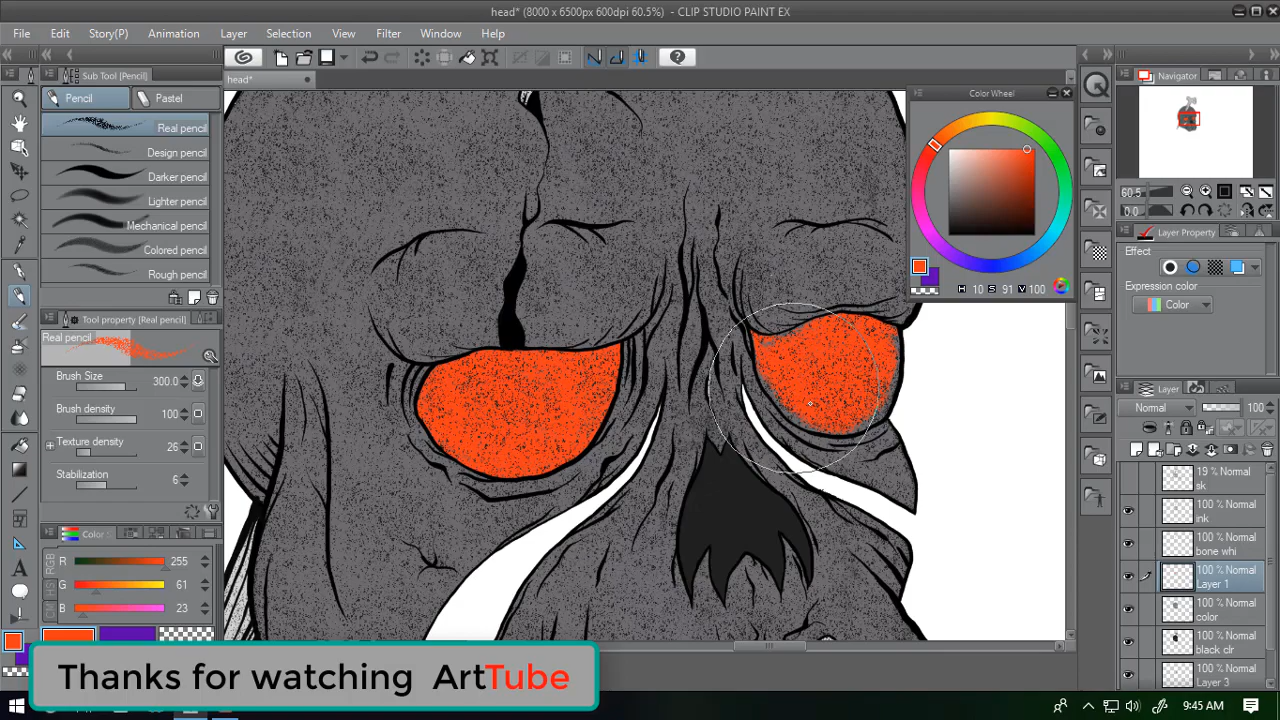 head* (8000 x 6500px 600dpi 60.5%) - CLIP STUDIO PAINT EX
File Edit Story(P) Animation Layer Selection View Filter Window Help
head*
Sub Tool [Pencil]
Pencil Pastel
Real pencil
Design pencil
Darker pencil
Lighter pencil
Mechanical pencil
Colored pencil
Rough pencil
Tool property [Real pencil]
Real pencil
Brush Size 300.0
Brush density 100
Texture density 26
Stabilization 6
Color
RGB
R 255
G 61
B 23
Color Wheel
H 10 S 91 V 100
Navigator
60.5
0.0
Layer Property
Effect
Expression color
Color
Layer
Normal 100
19 % Normal
sk
100 % Normal
ink
100 % Normal
bone whi
100 % Normal
Layer 1
100 % Normal
color
100 % Normal
black clr
100 % Normal
Layer 3
Thanks for watching ArtTube
9:45 AM